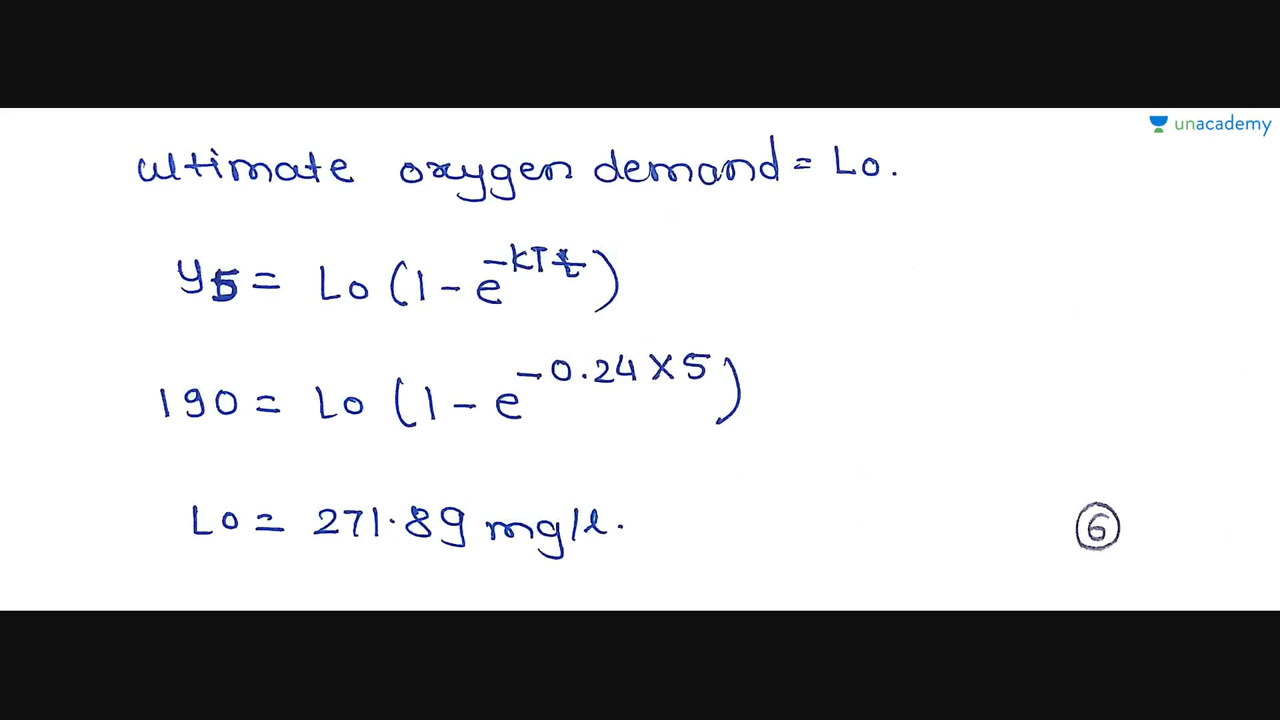 unacademy
ultimate oxygen demand = Lo.
y5 = Lo (1 - e^-KT t)
190 = Lo (1 - e^-0.24 × 5)
Lo = 271.89 mg/l.
6